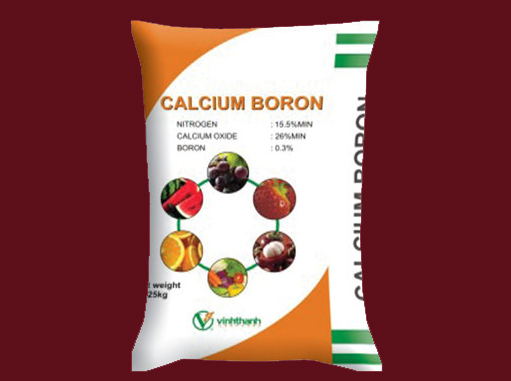 CALCIUM BORON
NITROGEN : 15.5%MIN
CALCIUM OXIDE : 26%MIN
BORON : 0.3%
weight
25kg
vinhthanh
CALCIUM BORON